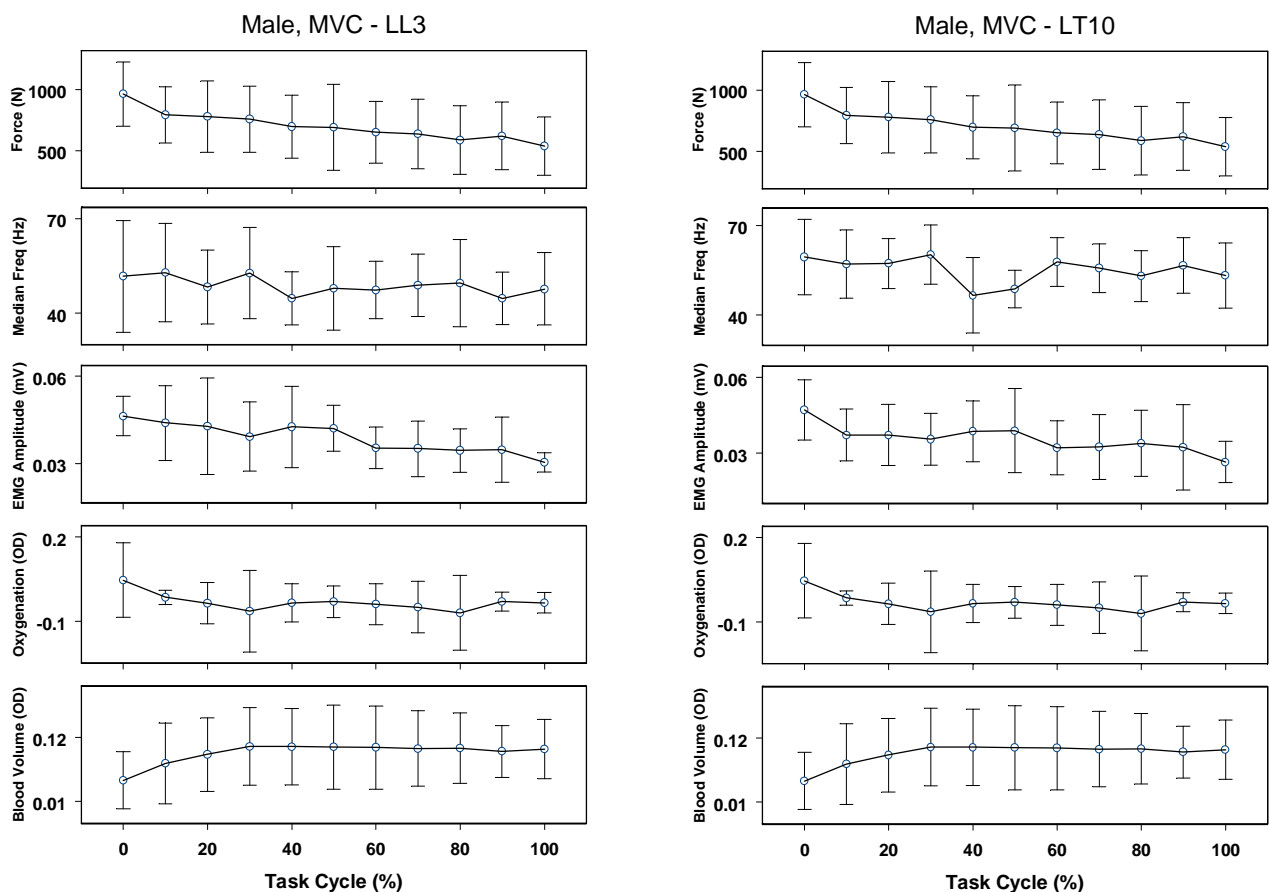 Male, MVC - LL3
Force (N)
1000
500
Median Freq (Hz)
70
40
EMG Amplitude (mV)
0.06
0.03
Oxygenation (OD)
0.2
-0.1
Blood Volume (OD)
0.12
0.01
0 20 40 60 80 100
Task Cycle (%)
Male, MVC - LT10
Force (N)
1000
500
Median Freq (Hz)
70
40
EMG Amplitude (mV)
0.06
0.03
Oxygenation (OD)
0.2
-0.1
Blood Volume (OD)
0.12
0.01
0 20 40 60 80 100
Task Cycle (%)